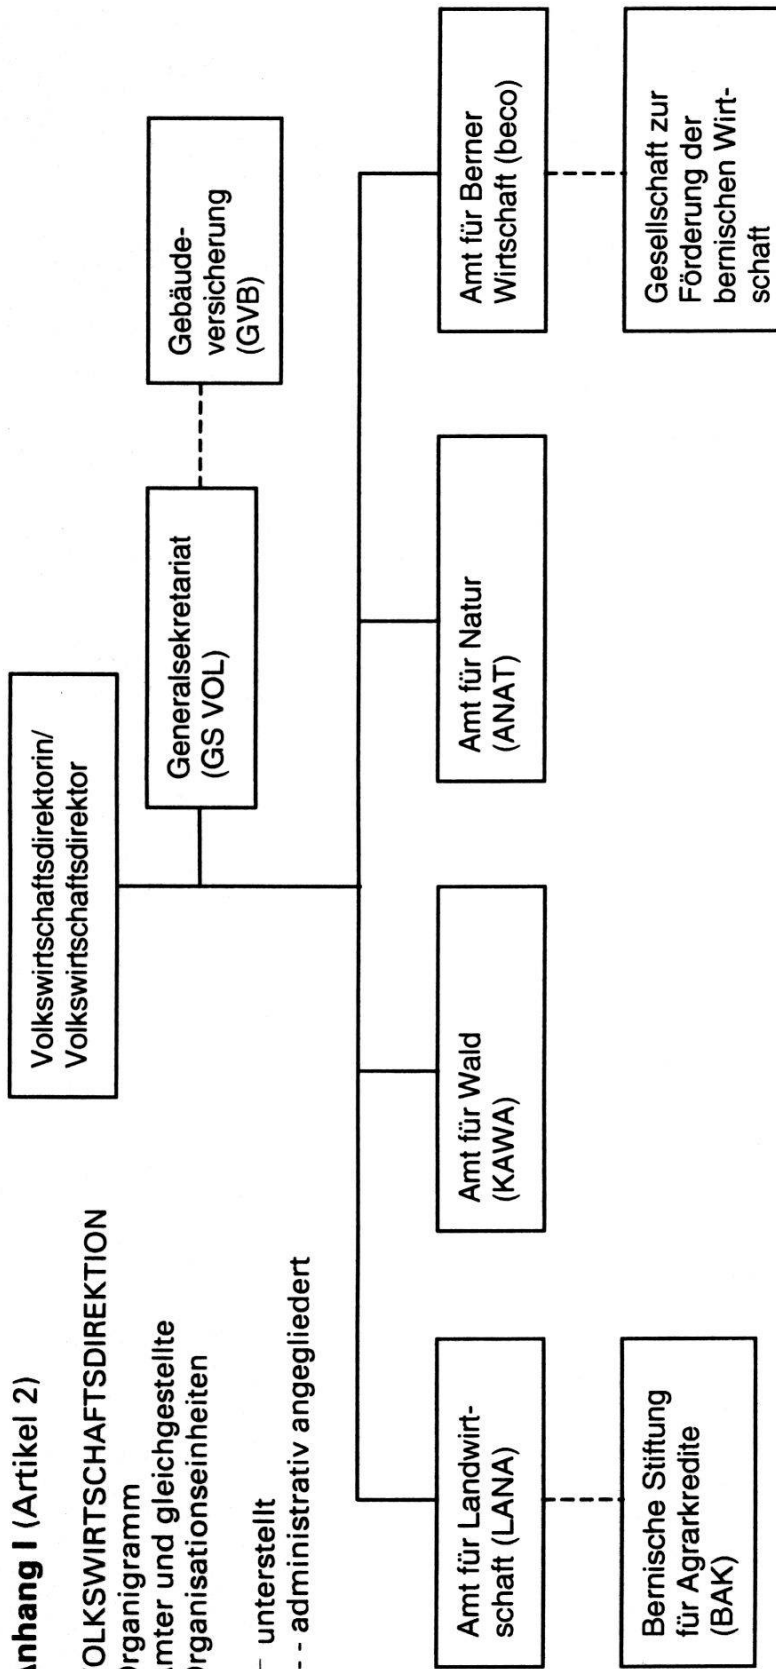 Anhang I (Artikel 2)
VOLKSWIRTSCHAFTSDIREKTION
Organigramm
Ämter und gleichgestellte
Organisationseinheiten
— unterstellt
- - - administrativ angegliedert
Volkswirtschaftsdirektorin/
Volkswirtschaftsdirektor
Generalsekretariat
(GS VOL)
Gebäude-
versicherung
(GVB)
Amt für Landwirt-
schaft (LANA)
Amt für Wald
(KAWA)
Amt für Natur
(ANAT)
Amt für Berner
Wirtschaft (beco)
Bernische Stiftung
für Agrarkredite
(BAK)
Gesellschaft zur
Förderung der
bernischen Wirt-
schaft